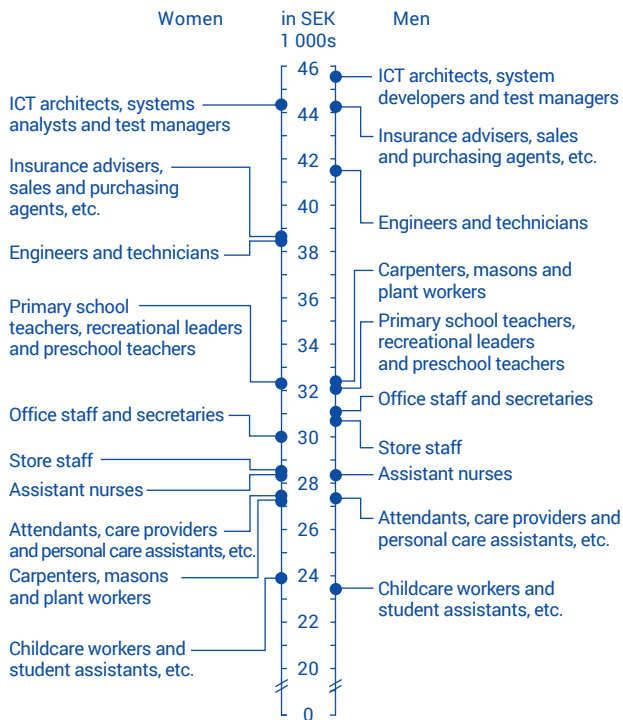 Women
in SEK
1 000s
Men
ICT architects, systems
analysts and test managers
Insurance advisers,
sales and purchasing
agents, etc.
Engineers and technicians
Primary school
teachers, recreational leaders
and preschool teachers
Office staff and secretaries
Store staff
Assistant nurses
Attendants, care providers
and personal care assistants, etc.
Carpenters, masons
and plant workers
Childcare workers and
student assistants, etc.
46
44
42
40
38
36
34
32
30
28
26
24
22
20
0
ICT architects, system
developers and test managers
Insurance advisers, sales
and purchasing agents, etc.
Engineers and technicians
Carpenters, masons and
plant workers
Primary school teachers,
recreational leaders
and preschool teachers
Office staff and secretaries
Store staff
Assistant nurses
Attendants, care providers and
personal care assistants, etc.
Childcare workers and
student assistants, etc.